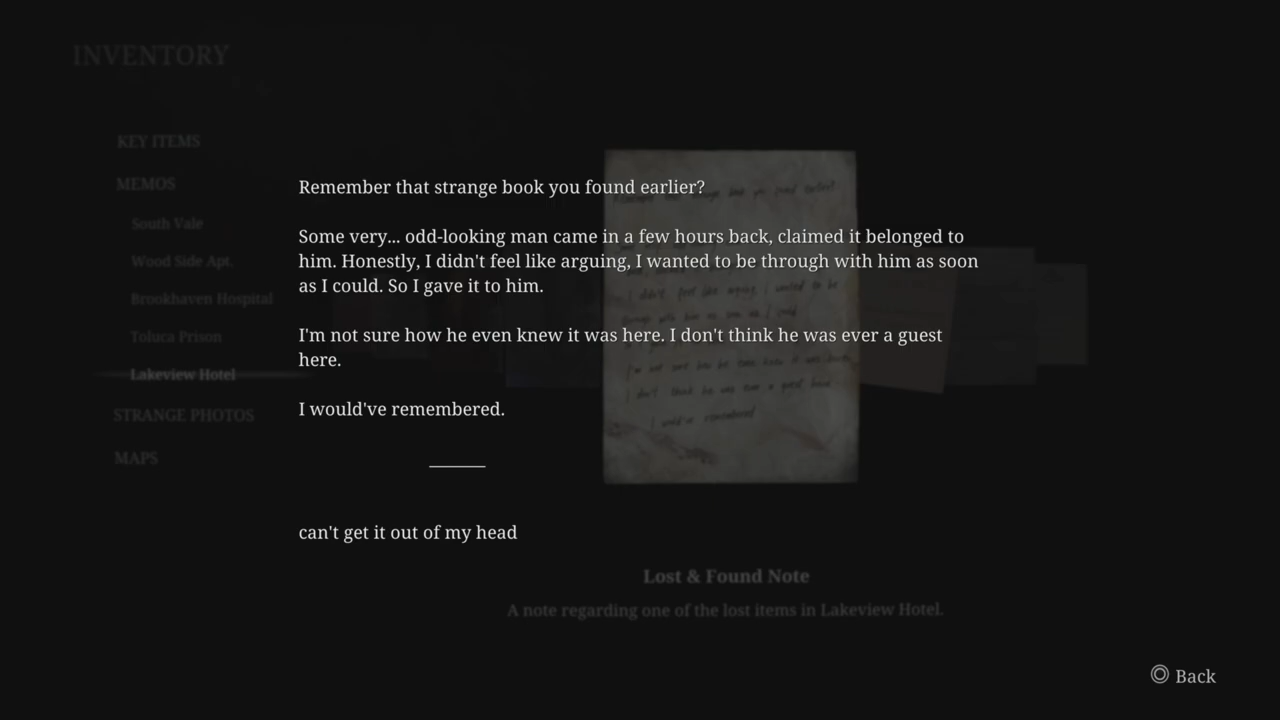 INVENTORY
KEY ITEMS
MEMOS
South Vale
Wood Side Apt.
Brookhaven Hospital
Toluca Prison
Lakeview Hotel
STRANGE PHOTOS
MAPS
Remember that strange book you found earlier?
Some very... odd-looking man came in a few hours back, claimed it belonged to
him. Honestly, I didn't feel like arguing, I wanted to be through with him as soon
as I could. So I gave it to him.
I'm not sure how he even knew it was here. I don't think he was ever a guest
here.
I would've remembered.
can't get it out of my head
Lost & Found Note
A note regarding one of the lost items in Lakeview Hotel.
Back